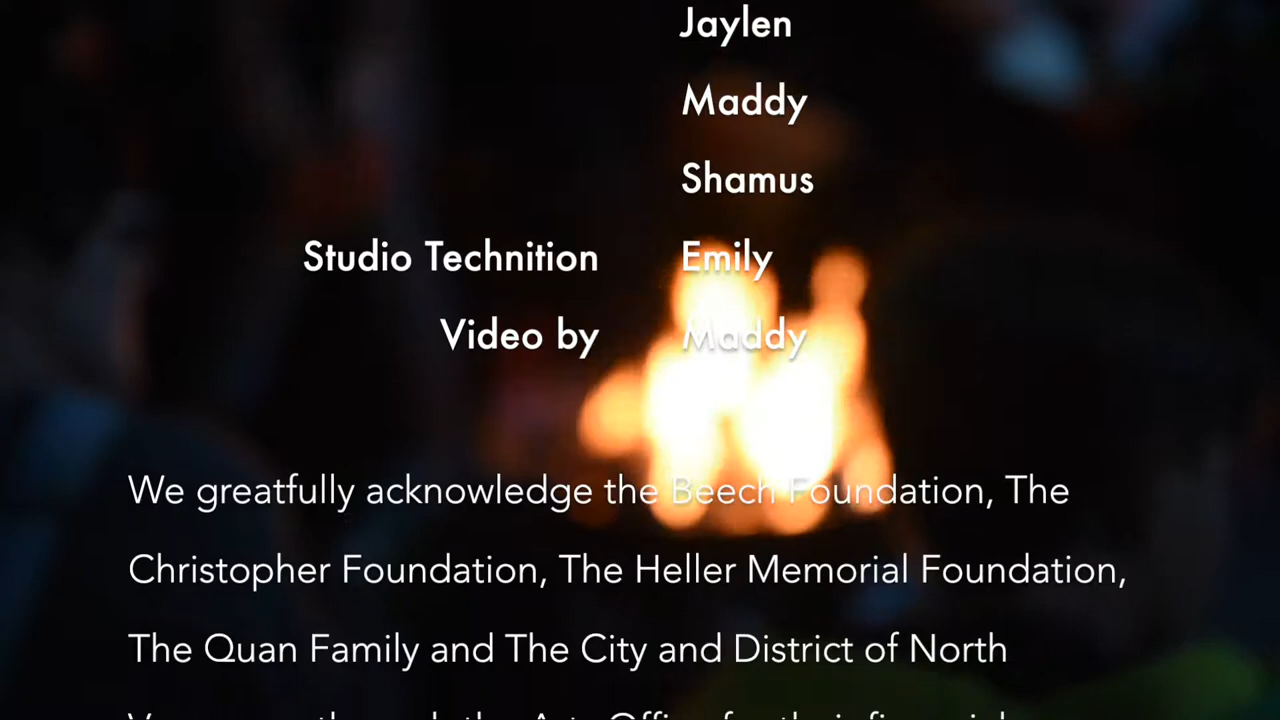 Jaylen
Maddy
Shamus
Studio Technition Emily
Video by Maddy
We greatfully acknowledge the Beech Foundation, The
Christopher Foundation, The Heller Memorial Foundation,
The Quan Family and The City and District of North